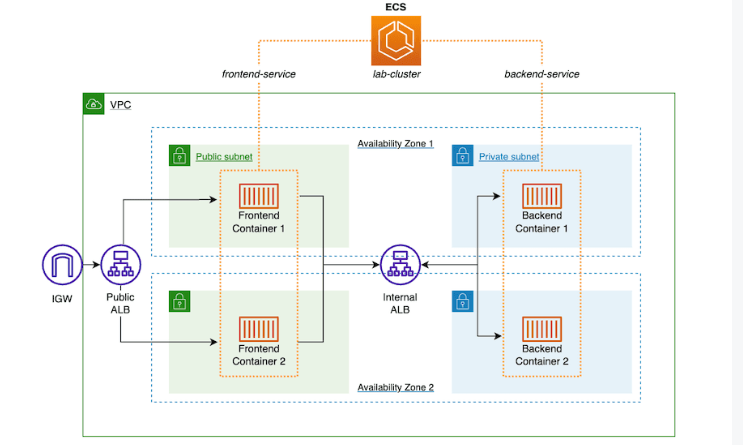 ECS
frontend-service
lab-cluster
backend-service
VPC
Availability Zone 1
Public subnet
Private subnet
Frontend
Container 1
Backend
Container 1
IGW
Public
ALB
Internal
ALB
Frontend
Container 2
Backend
Container 2
Availability Zone 2